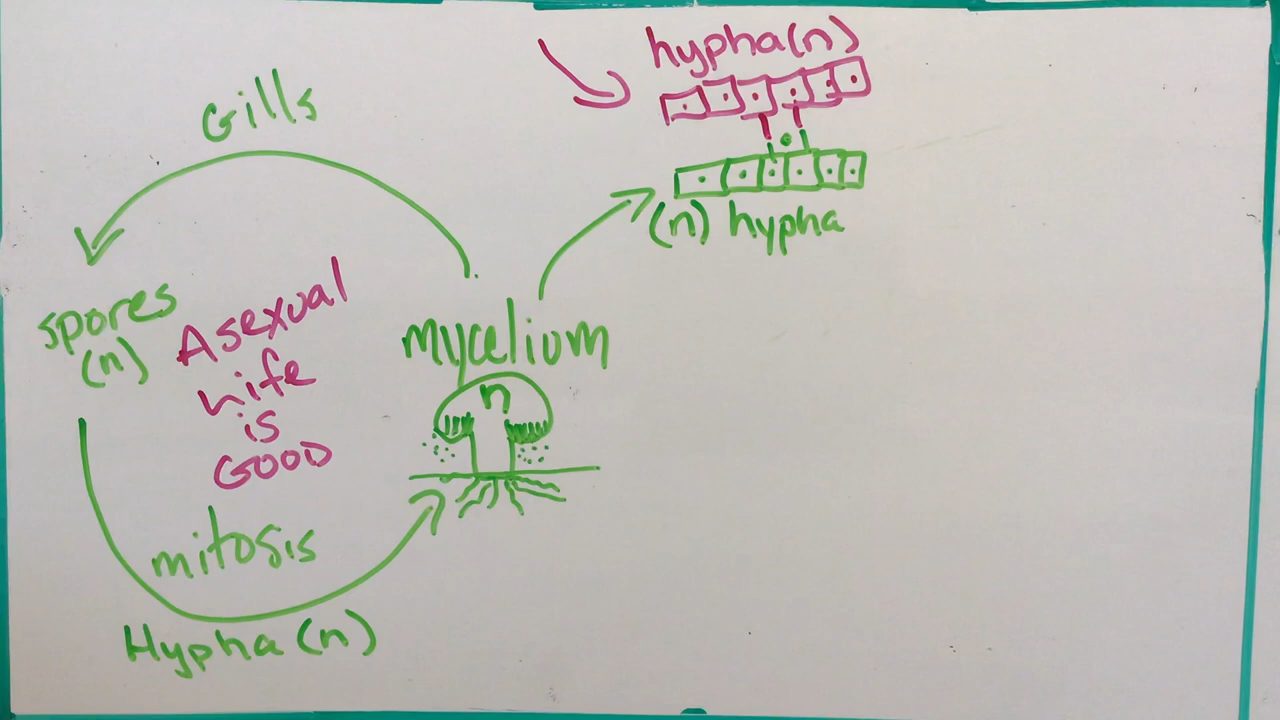 Gills
spores
(n)
Asexual
Life
is
GOOD
mitosis
Hypha (n)
mycelium
n
hypha(n)
(n) hypha